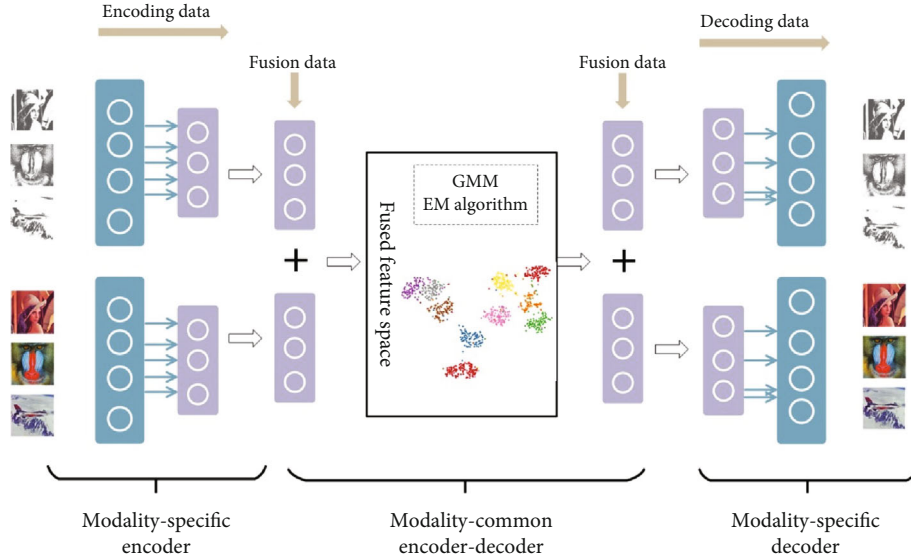 Encoding data
Decoding data
Fusion data
Fusion data
GMM
EM algorithm
Fused feature space
+
+
Modality-specific
encoder
Modality-common
encoder-decoder
Modality-specific
decoder